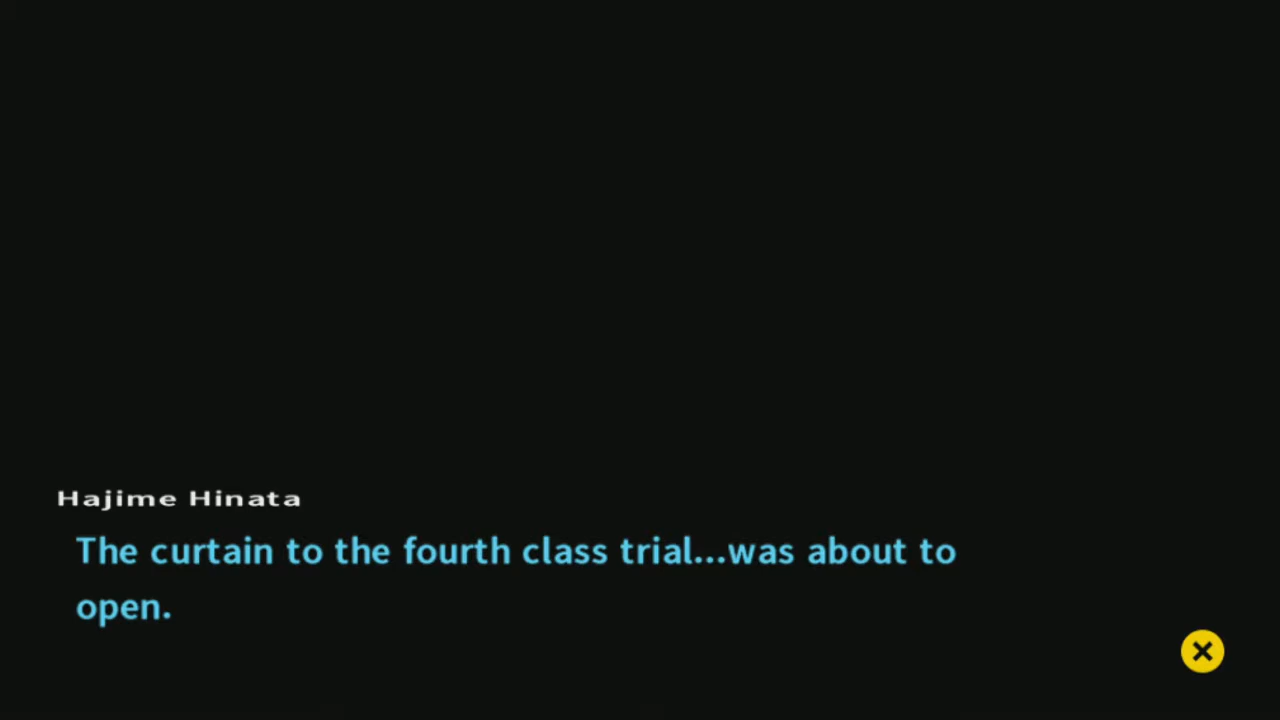 Hajime Hinata
The curtain to the fourth class trial...was about to
open.